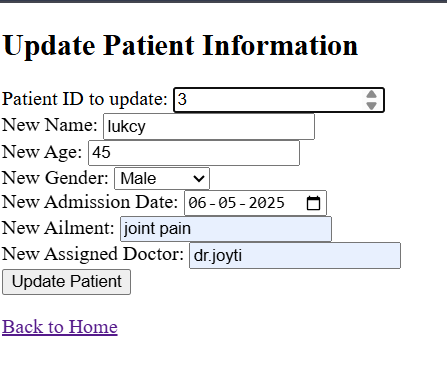 Update Patient Information
Patient ID to update: 3
New Name: lukcy
New Age: 45
New Gender: Male
New Admission Date: 06-05-2025
New Ailment: joint pain
New Assigned Doctor: dr.joyti
Update Patient
Back to Home